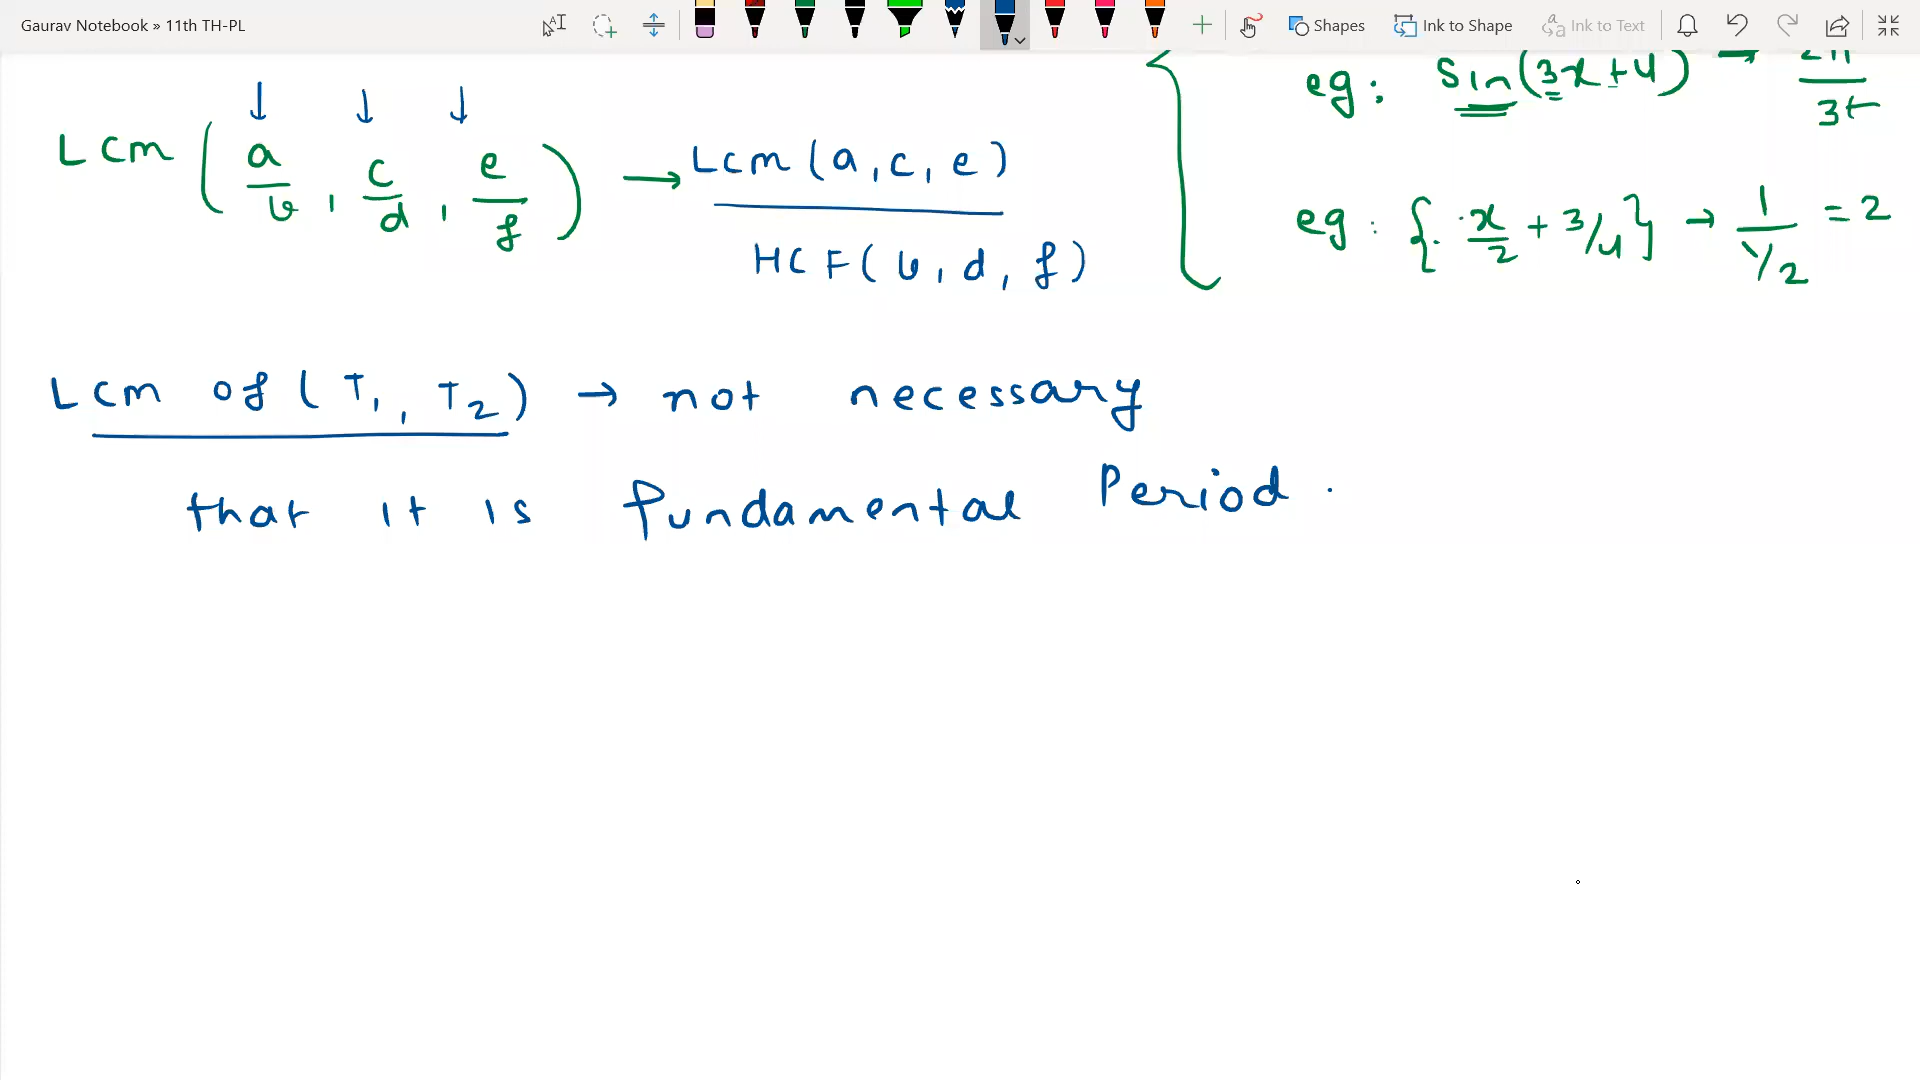 Gaurav Notebook » 11th TH-PL
Shapes
Ink to Shape
Ink to Text
Lcm ( a/b , c/d , e/f ) → Lcm ( a, c, e ) / HCF ( b, d, f )
eg : Sin(3x+4) →
eg : { x/2 + 3/4 } → 1/(1/2) = 2
Lcm of ( T₁, T₂ ) → not necessary
that it is fundamental Period .